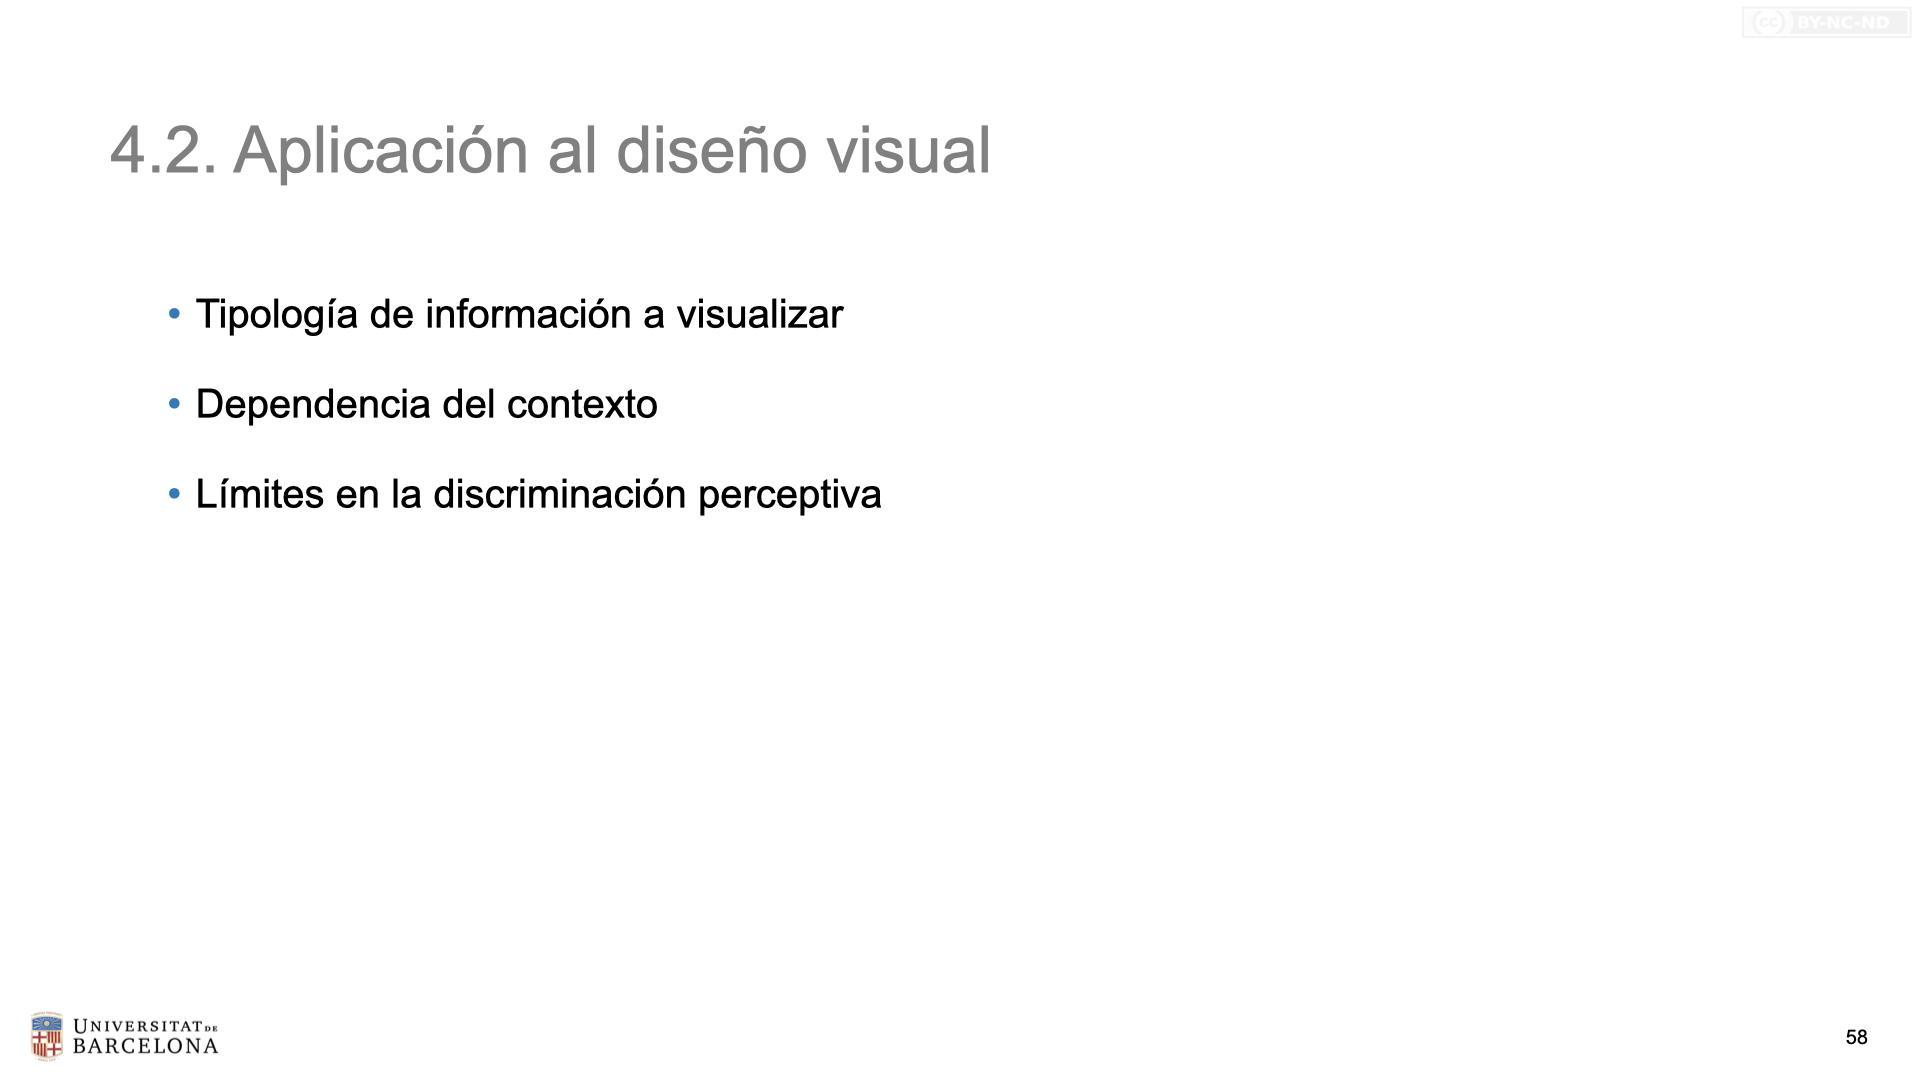 cc BY-NC-ND
4.2. Aplicación al diseño visual
• Tipología de información a visualizar
• Dependencia del contexto
• Límites en la discriminación perceptiva
UNIVERSITAT DE
BARCELONA
58